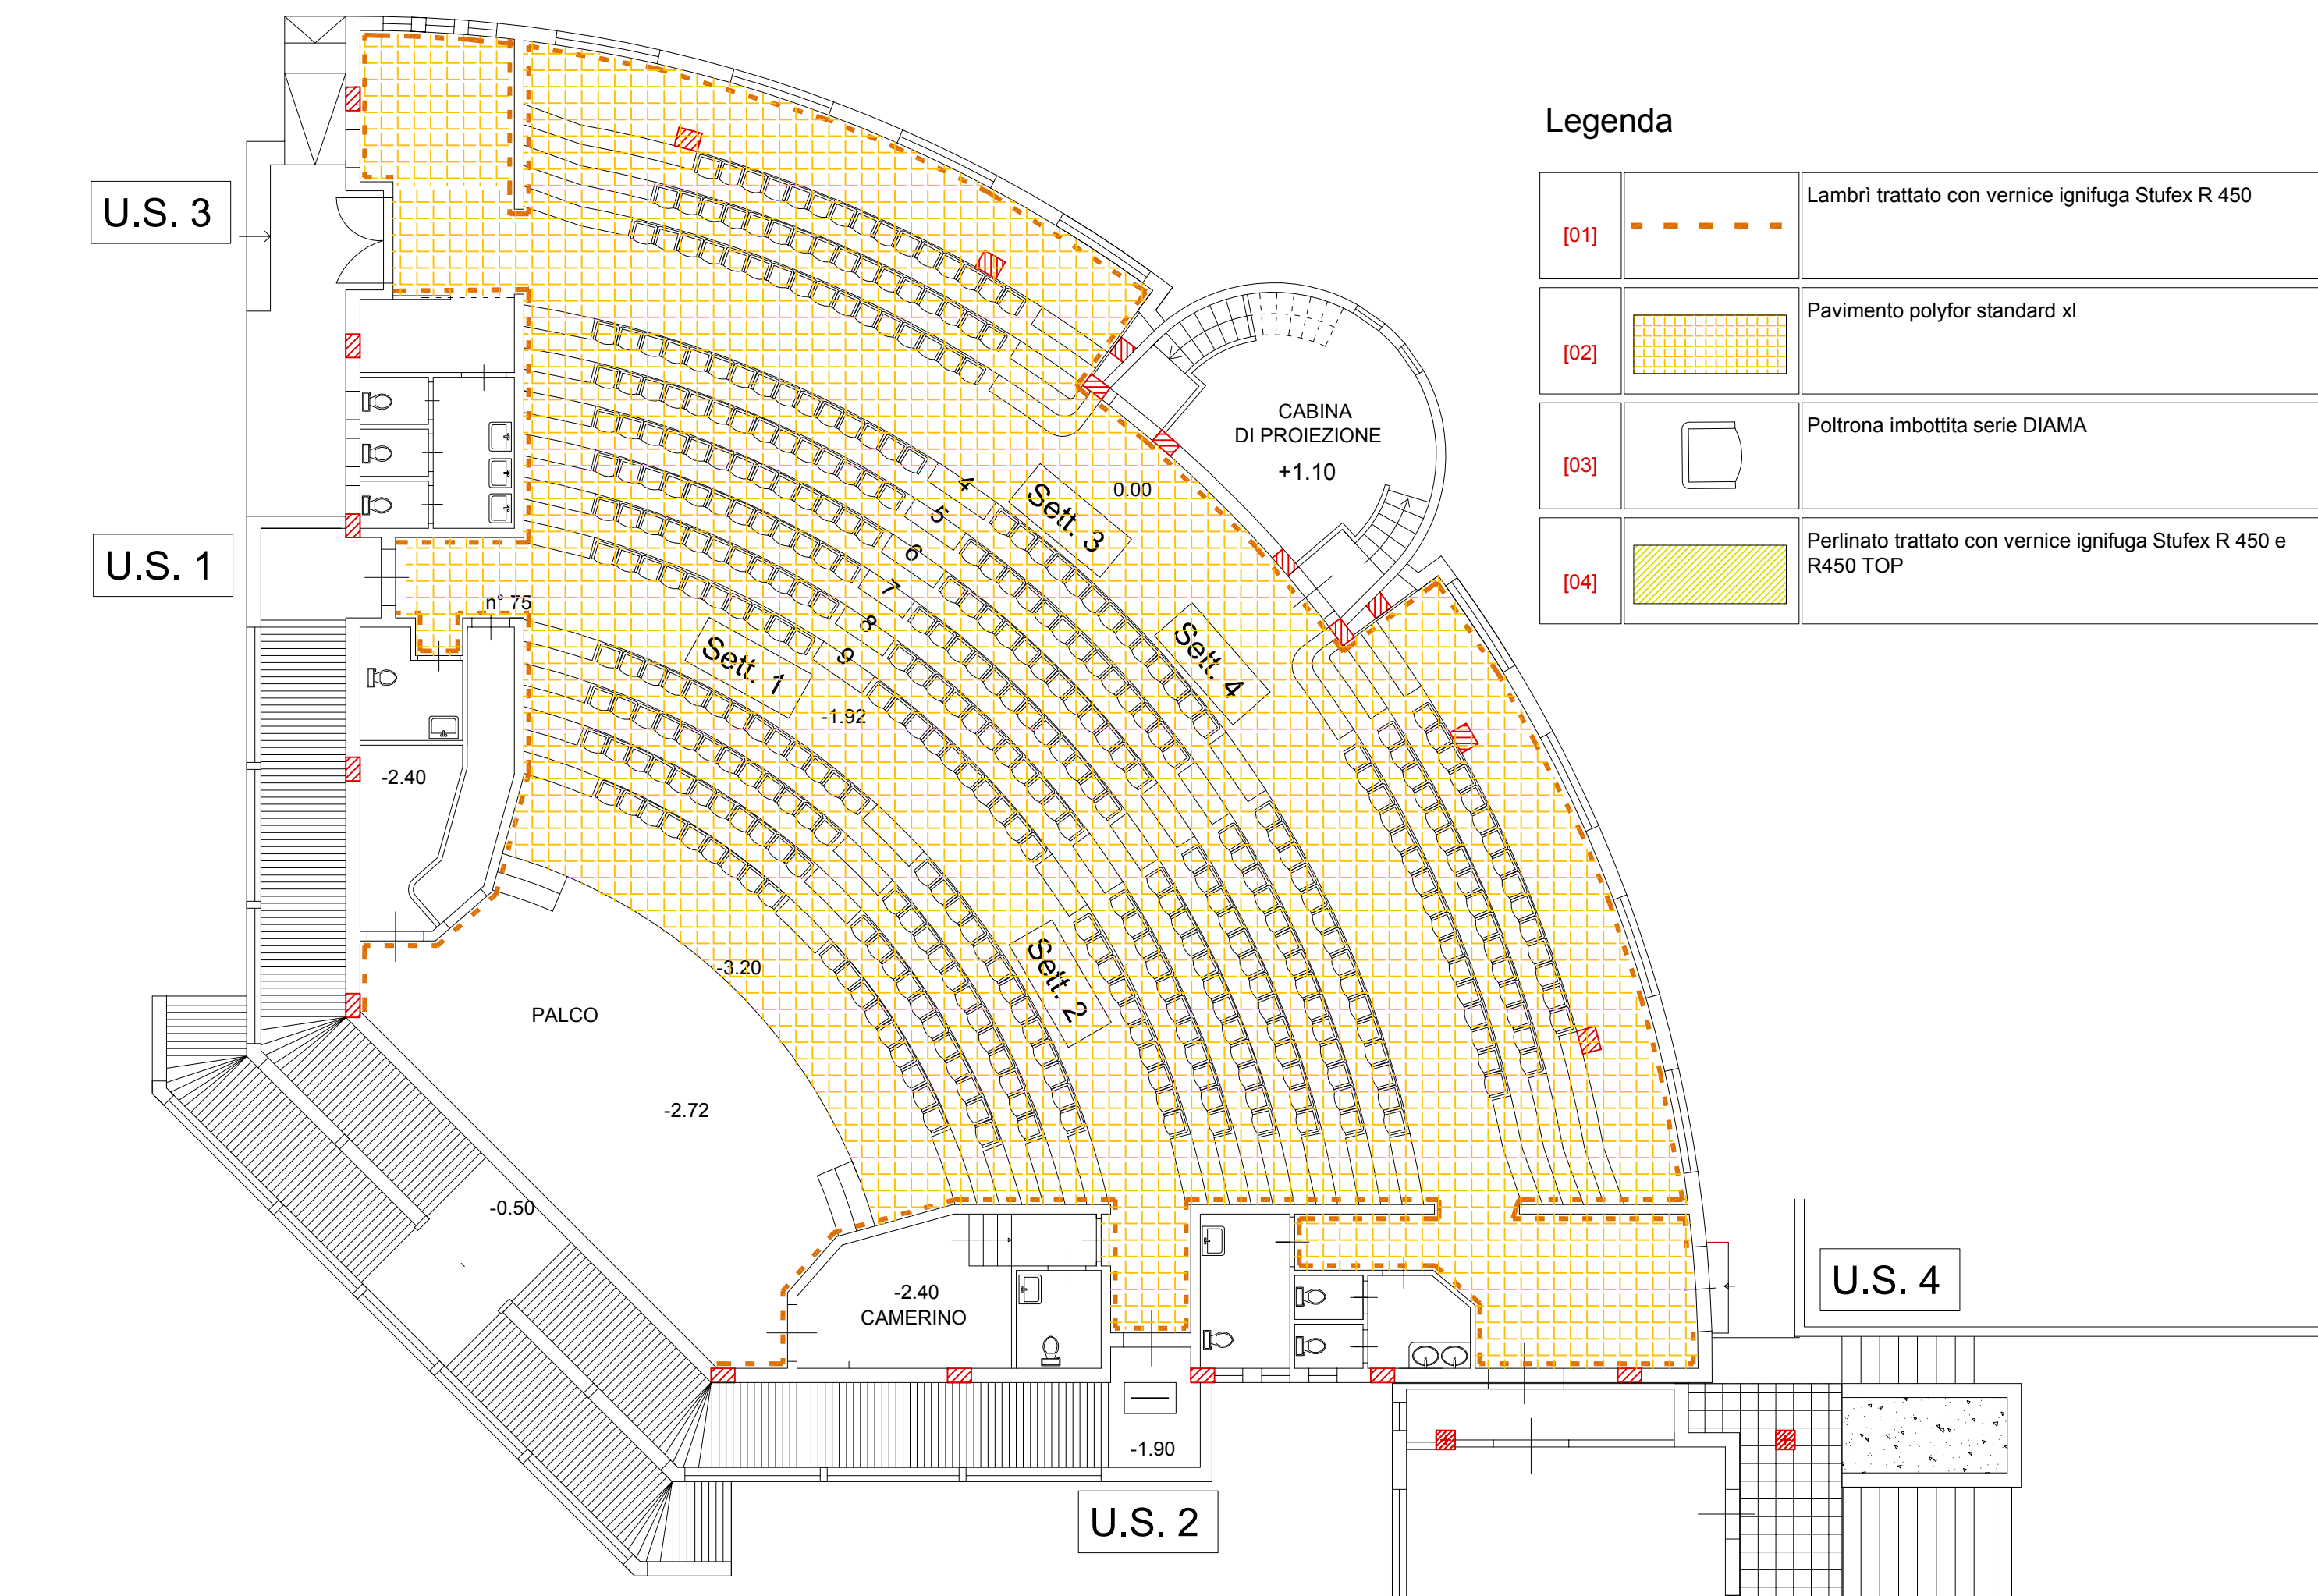 Legenda
[01]
Lambrì trattato con vernice ignifuga Stufex R 450
[02]
Pavimento polyfor standard xl
[03]
Poltrona imbottita serie DIAMA
[04]
Perlinato trattato con vernice ignifuga Stufex R 450 e
R450 TOP
U.S. 3
U.S. 1
CABINA
DI PROIEZIONE
+1.10
0.00
Sett. 3
4
5
6
7
8
9
n° 75
Sett. 1
Sett. 4
-1.92
-2.40
Sett. 2
-3.20
PALCO
-2.72
-0.50
-2.40
CAMERINO
U.S. 4
-1.90
U.S. 2